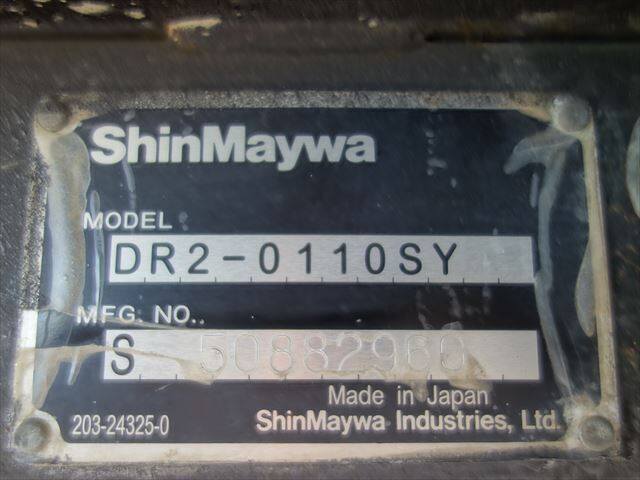 ShinMaywa
MODEL
DR2-0110SY
MFG. NO..
S 50882960
203-24325-0
Made in Japan
ShinMaywa Industries, Ltd.